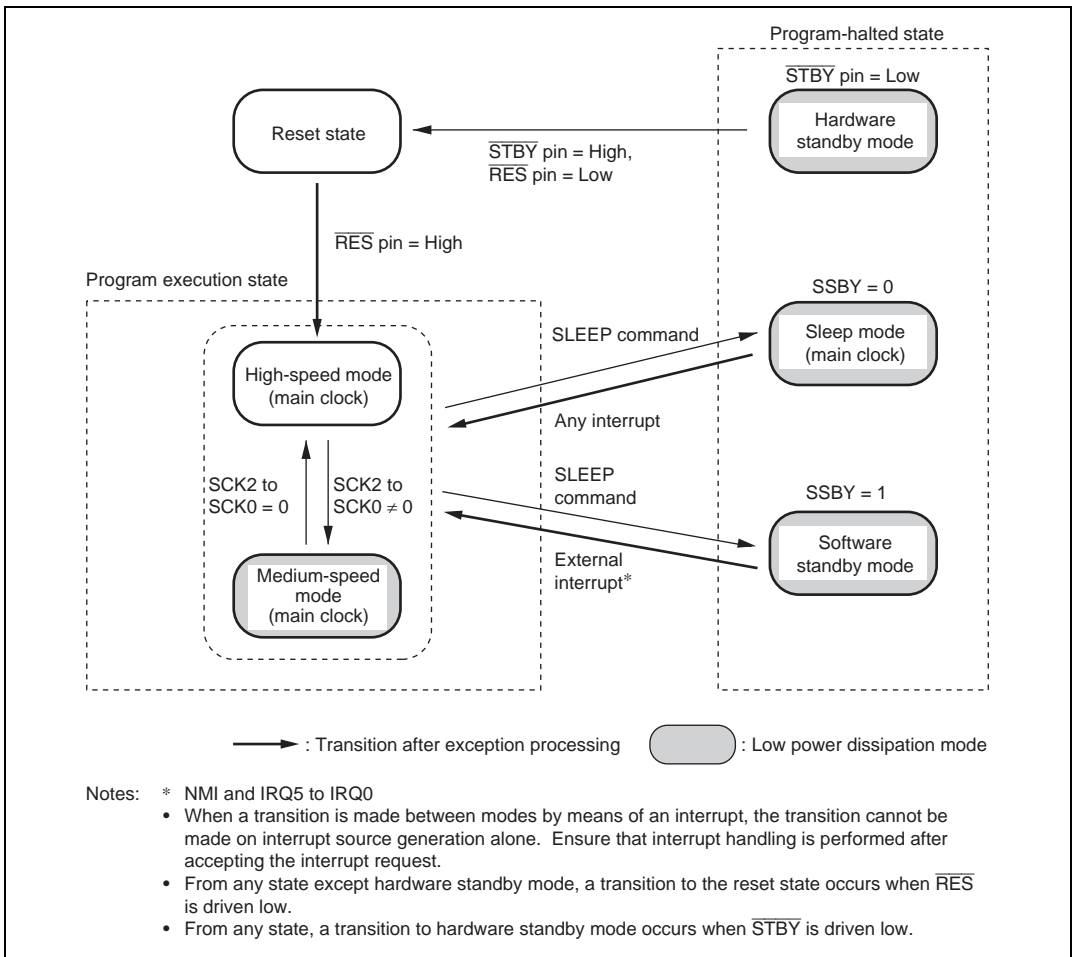 Program-halted state
STBY pin = Low
Hardware
standby mode
Reset state
STBY pin = High,
RES pin = Low
RES pin = High
Program execution state
SSBY = 0
Sleep mode
(main clock)
SLEEP command
High-speed mode
(main clock)
Any interrupt
SCK2 to
SCK0 = 0
SCK2 to
SCK0 ≠ 0
SLEEP
command
SSBY = 1
Software
standby mode
External
interrupt*
Medium-speed
mode
(main clock)
: Transition after exception processing
: Low power dissipation mode
Notes: * NMI and IRQ5 to IRQ0
• When a transition is made between modes by means of an interrupt, the transition cannot be
made on interrupt source generation alone. Ensure that interrupt handling is performed after
accepting the interrupt request.
• From any state except hardware standby mode, a transition to the reset state occurs when RES
is driven low.
• From any state, a transition to hardware standby mode occurs when STBY is driven low.